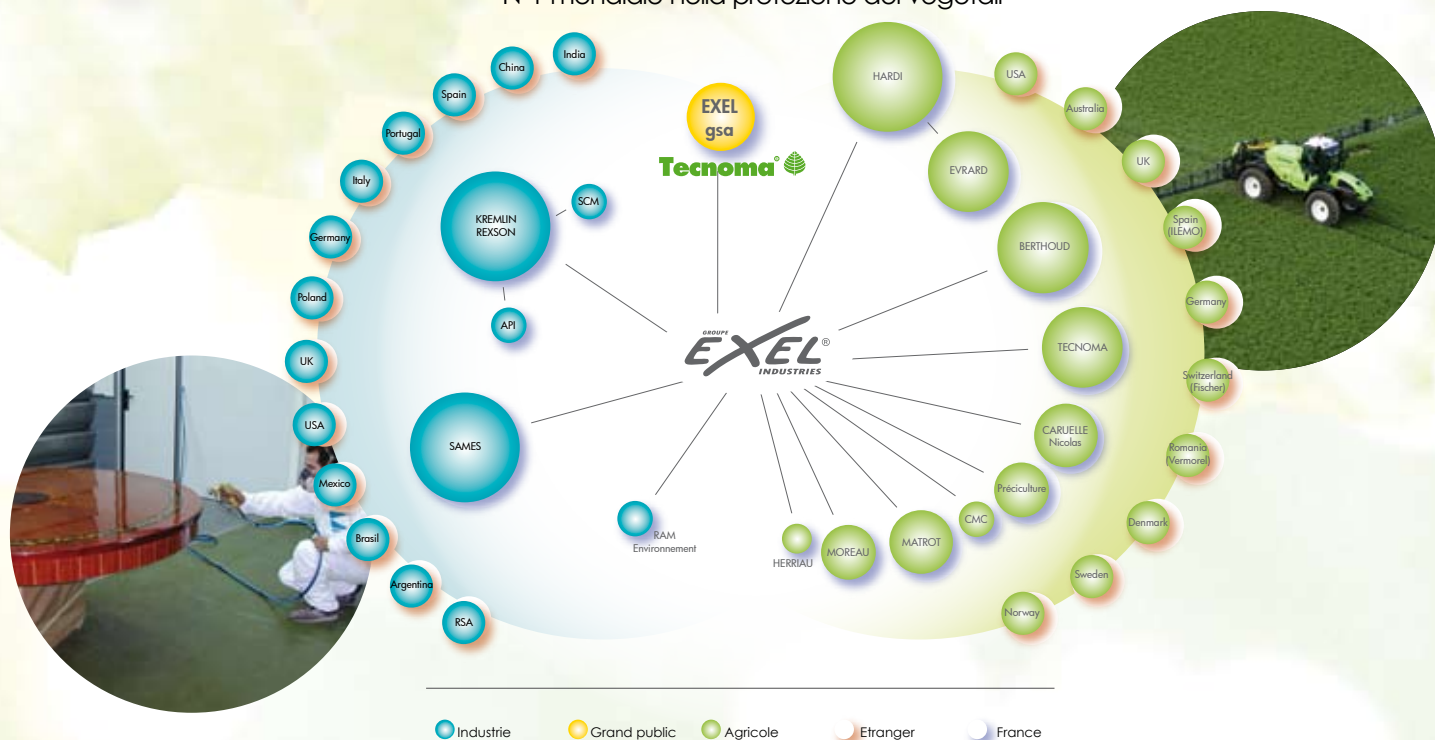 N°1 mondiale nella protezione dei vegetali
India
China
Spain
Portugal
Italy
Germany
Poland
UK
USA
Mexico
Brasil
Argentina
RSA
KREMLIN
REXSON
SCM
API
SAMES
RAM
Environnement
EXEL
gsa
Tecnoma®
GROUPE
EXEL®
INDUSTRIES
HARDI
EVRARD
BERTHOUD
TECNOMA
CARUELLE
Nicolas
Préciculture
CMC
MATROT
MOREAU
HERRIAU
USA
Australia
UK
Spain
(ILEMO)
Germany
Switzerland
(Fischer)
Romania
(Vermorel)
Denmark
Sweden
Norway
Industrie
Grand public
Agricole
Etranger
France